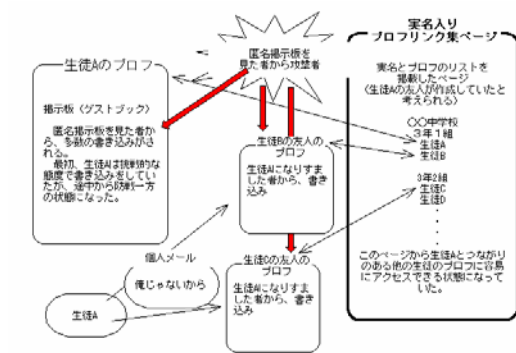 匿名掲示板を
見た者から攻撃者
生徒Aのプロフ
掲示板(ゲストブック)
匿名掲示板を見た者か
ら、多数の書き込みがさ
れる。
最初、生徒Aは挑戦的な
態度で書き込みをしてい
たが、途中から防戦一方
の状態になった。
生徒Bの友人の
プロフ
生徒Aになりすま
した者から、書き
込み
生徒Cの友人の
プロフ
生徒Aになりすま
した者から、書き
込み
個人メール
俺じゃないから
生徒A
実名入り
プロフリンク集ページ
実名とプロフのリストを
掲載したページ
(生徒Aの友人が作成していたと
考えられる)
〇〇中学校
3年1組
生徒A
生徒B
3年2組
生徒C
生徒D
・
・
・
このページから生徒Aとつながり
のある他の生徒のプロフに容易
にアクセスできる状態になって
いた。